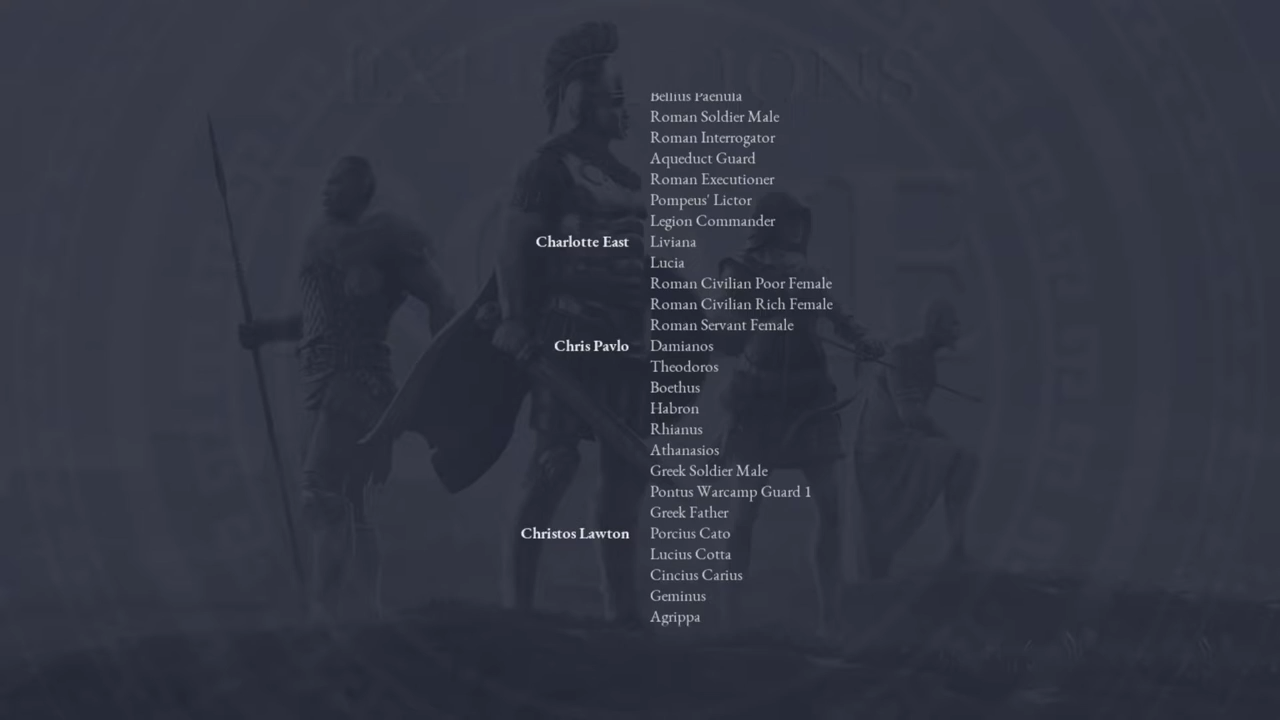 EXPEDITIONS
Bellius Paenula
Roman Soldier Male
Roman Interrogator
Aqueduct Guard
Roman Executioner
Pompeus' Lictor
Legion Commander
Charlotte East Liviana
Lucia
Roman Civilian Poor Female
Roman Civilian Rich Female
Roman Servant Female
Chris Pavlo Damianos
Theodoros
Boethus
Habron
Rhianus
Athanasios
Greek Soldier Male
Pontus Warcamp Guard 1
Greek Father
Christos Lawton Porcius Cato
Lucius Cotta
Cincius Carius
Geminus
Agrippa